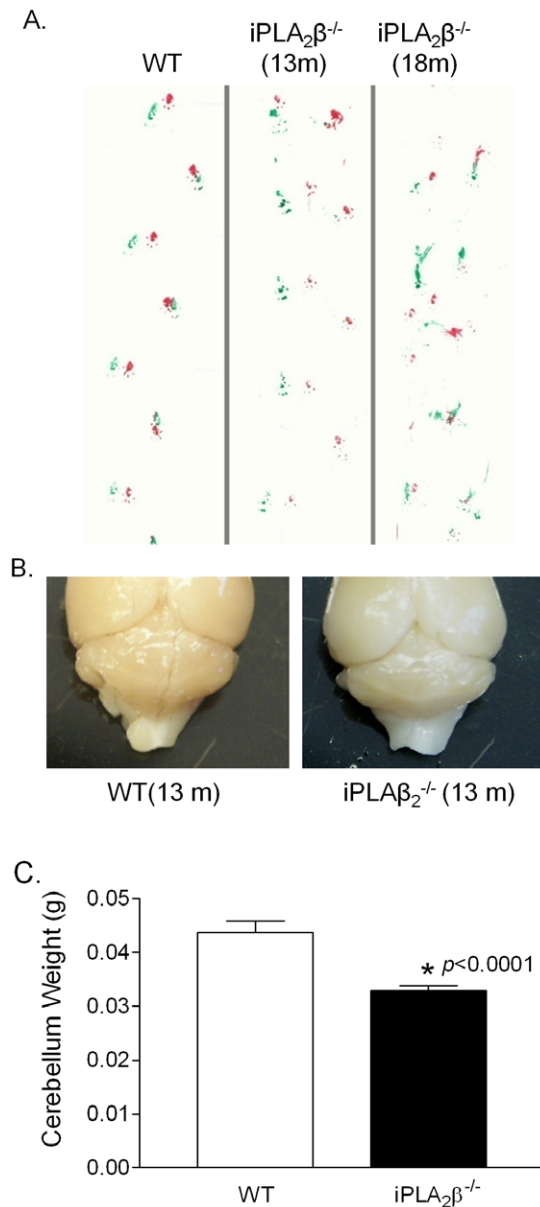 A.
WT
iPLA₂β⁻/⁻
(13m)
iPLA₂β⁻/⁻
(18m)
B.
WT(13 m)
iPLAβ₂⁻/⁻ (13 m)
C.
Cerebellum Weight (g)
0.05
0.04
0.03
0.02
0.01
0.00
* p<0.0001
WT
iPLA₂β⁻/⁻